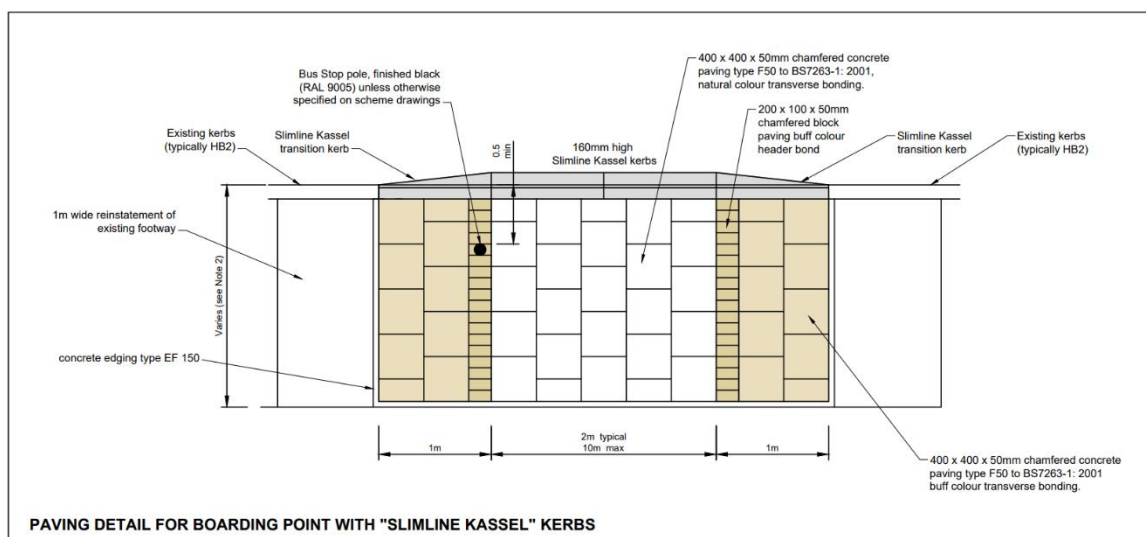 400 x 400 x 50mm chamfered concrete
paving type F50 to BS7263-1: 2001,
natural colour transverse bonding.
Bus Stop pole, finished black
(RAL 9005) unless otherwise
specified on scheme drawings
200 x 100 x 50mm
chamfered block
paving buff colour
header bond
Existing kerbs
(typically HB2)
Slimline Kassel
transition kerb
0.5
min
160mm high
Slimline Kassel kerbs
Slimline Kassel
transition kerb
Existing kerbs
(typically HB2)
1m wide reinstatement of
existing footway
Varies (see Note 2)
concrete edging type EF 150
1m
2m typical
10m max
1m
400 x 400 x 50mm chamfered concrete
paving type F50 to BS7263-1: 2001
buff colour transverse bonding.
PAVING DETAIL FOR BOARDING POINT WITH "SLIMLINE KASSEL" KERBS